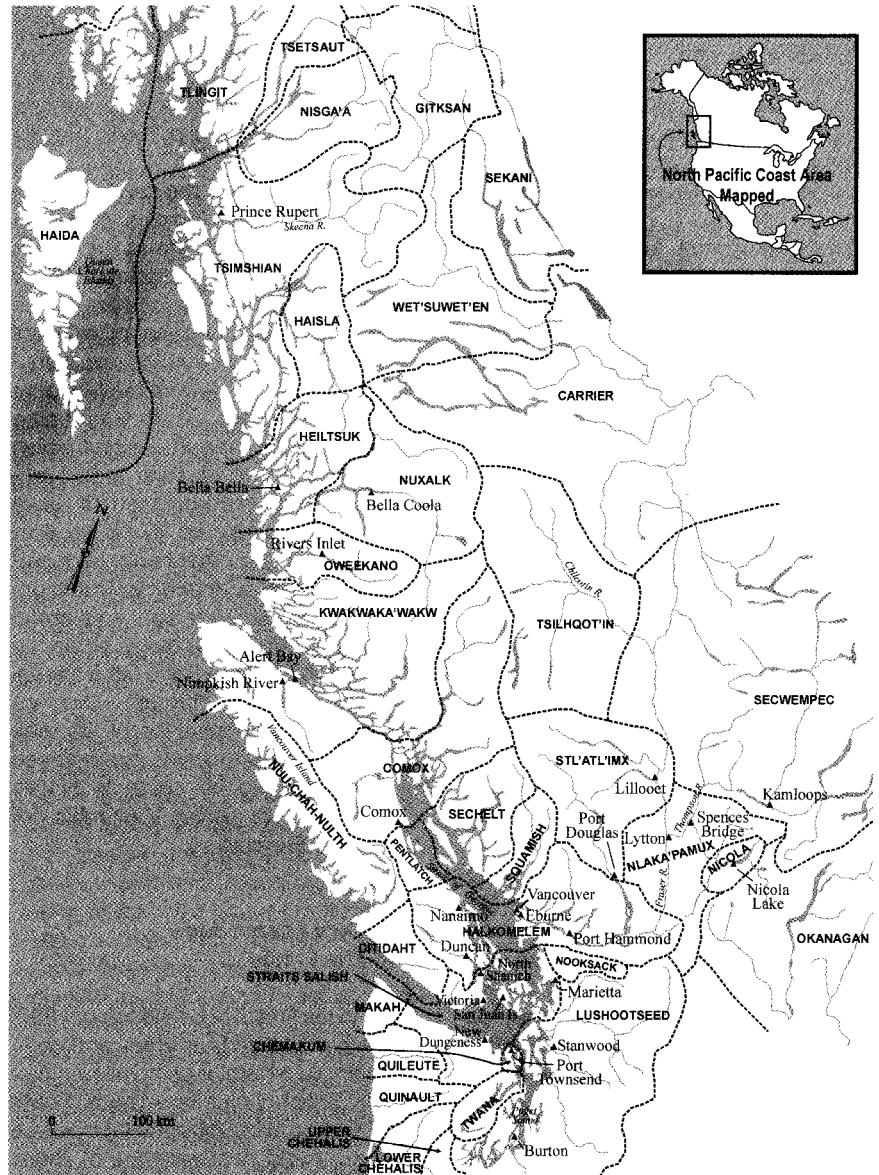 TSETSAUT
TLINGIT
NISGA'A
GITKSAN
SEKANI
North Pacific Coast Area
Mapped
HAIDA
Queen
Charlotte
Islands
Prince Rupert
Skeena R.
TSIMSHIAN
HAISLA
WET'SUWET'EN
CARRIER
HEILTSUK
NUXALK
Bella Bella
Bella Coola
N
Rivers Inlet
OWEEKANO
KWAKWAKA'WAKW
Chilcotin R.
TSILHQOT'IN
Alert Bay
Nimpkish River
SECWEMPEC
Vancouver Island
NUU-CHAH-NULTH
COMOX
STL'ATL'IMX
Lillooet
Comox
SECHELT
Port
Douglas
Thompson R.
Kamloops
Spences
Bridge
Lytton
PENTLATCH
SQUAMISH
NLAKA'PAMUX
NICOLA
Nicola
Lake
Fraser R.
Vancouver
Eburne
Nanaimo
HALKOMELEM
Port Hammond
OKANAGAN
DITIDAHT
Duncan
North
Saanich
NOOKSACK
STRAITS SALISH
Marietta
MAKAH
Victoria
San Juan Is.
LUSHOOTSEED
New
Dungeness
Stanwood
CHEMAKUM
Port
Townsend
QUILEUTE
QUINAULT
TWANA
Sound
0 100 km
UPPER
CHEHALIS
LOWER
CHEHALIS
Burton